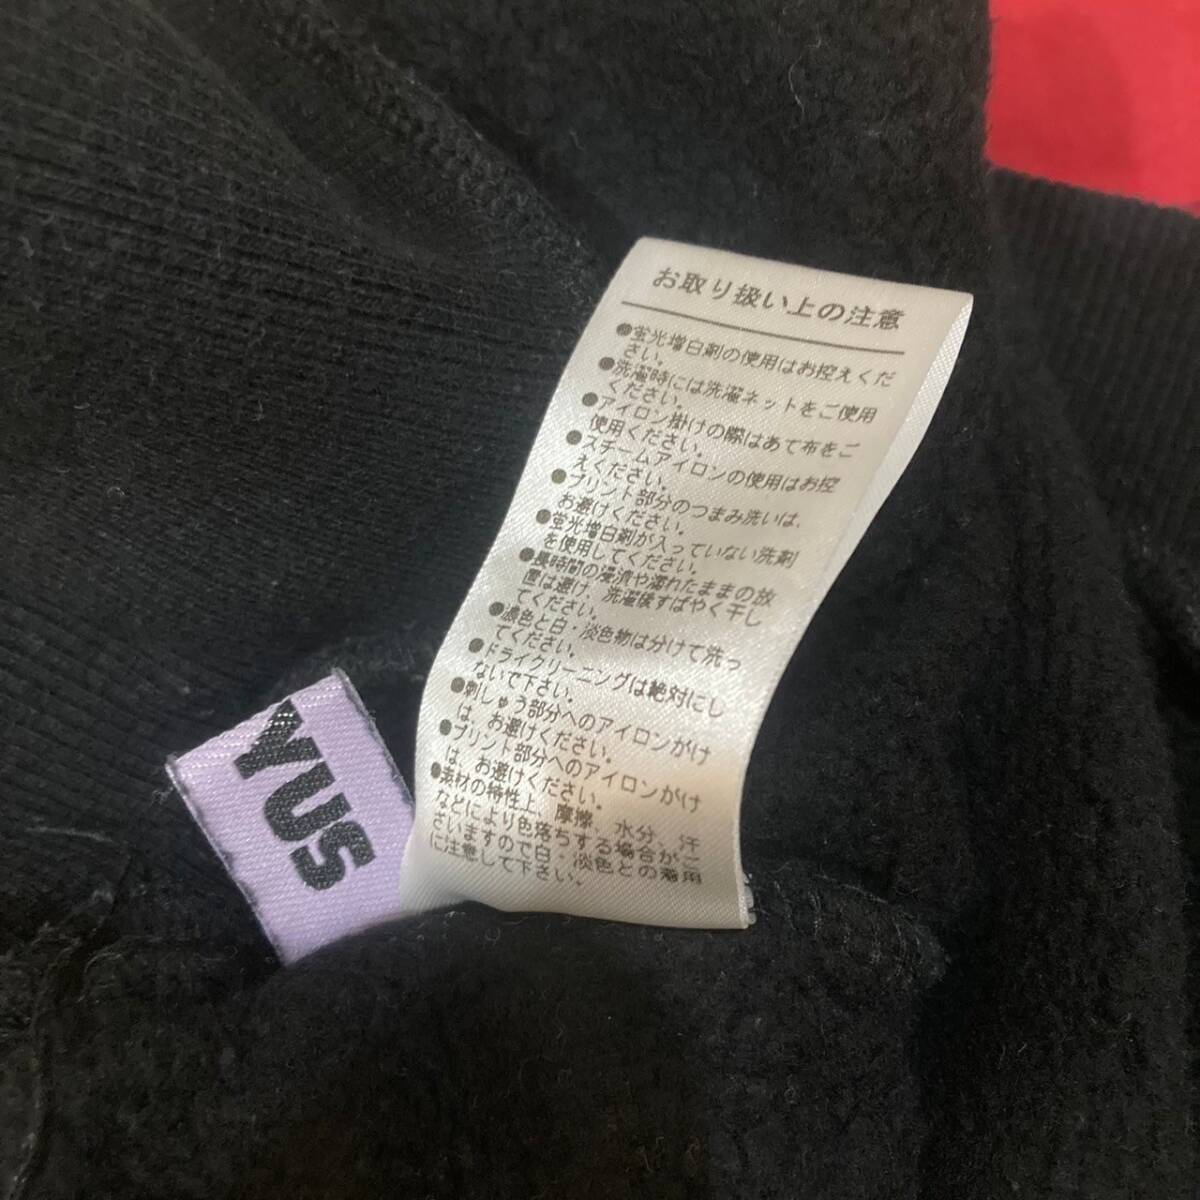 お取り扱い上の注意
●蛍光増白剤の使用はお控えくだ
さい。
●洗濯時には洗濯ネットをご使用
ください。
●アイロン掛けの際はあて布をご
使用ください。
●スチームアイロンの使用はお控
えください。
●プリント部分のつまみ洗いは、
お避けください。
●蛍光増白剤が入っていない洗剤
を使用してください。
●長時間の浸漬や濡れたままの放
置は避け、洗濯後すばやく干し
てください。
●濃色と白・淡色物は分けて洗っ
てください。
●ドライクリーニングは絶対にし
ないで下さい。
●刺しゅう部分へのアイロンがけ
は、お避けください。
●プリント部分へのアイロンがけ
は、お避けください。
●素材の特性上、摩擦、水分、汗
などにより色落ちする場合がご
ざいますので白・淡色との着用
に注意して下さい。
YUS